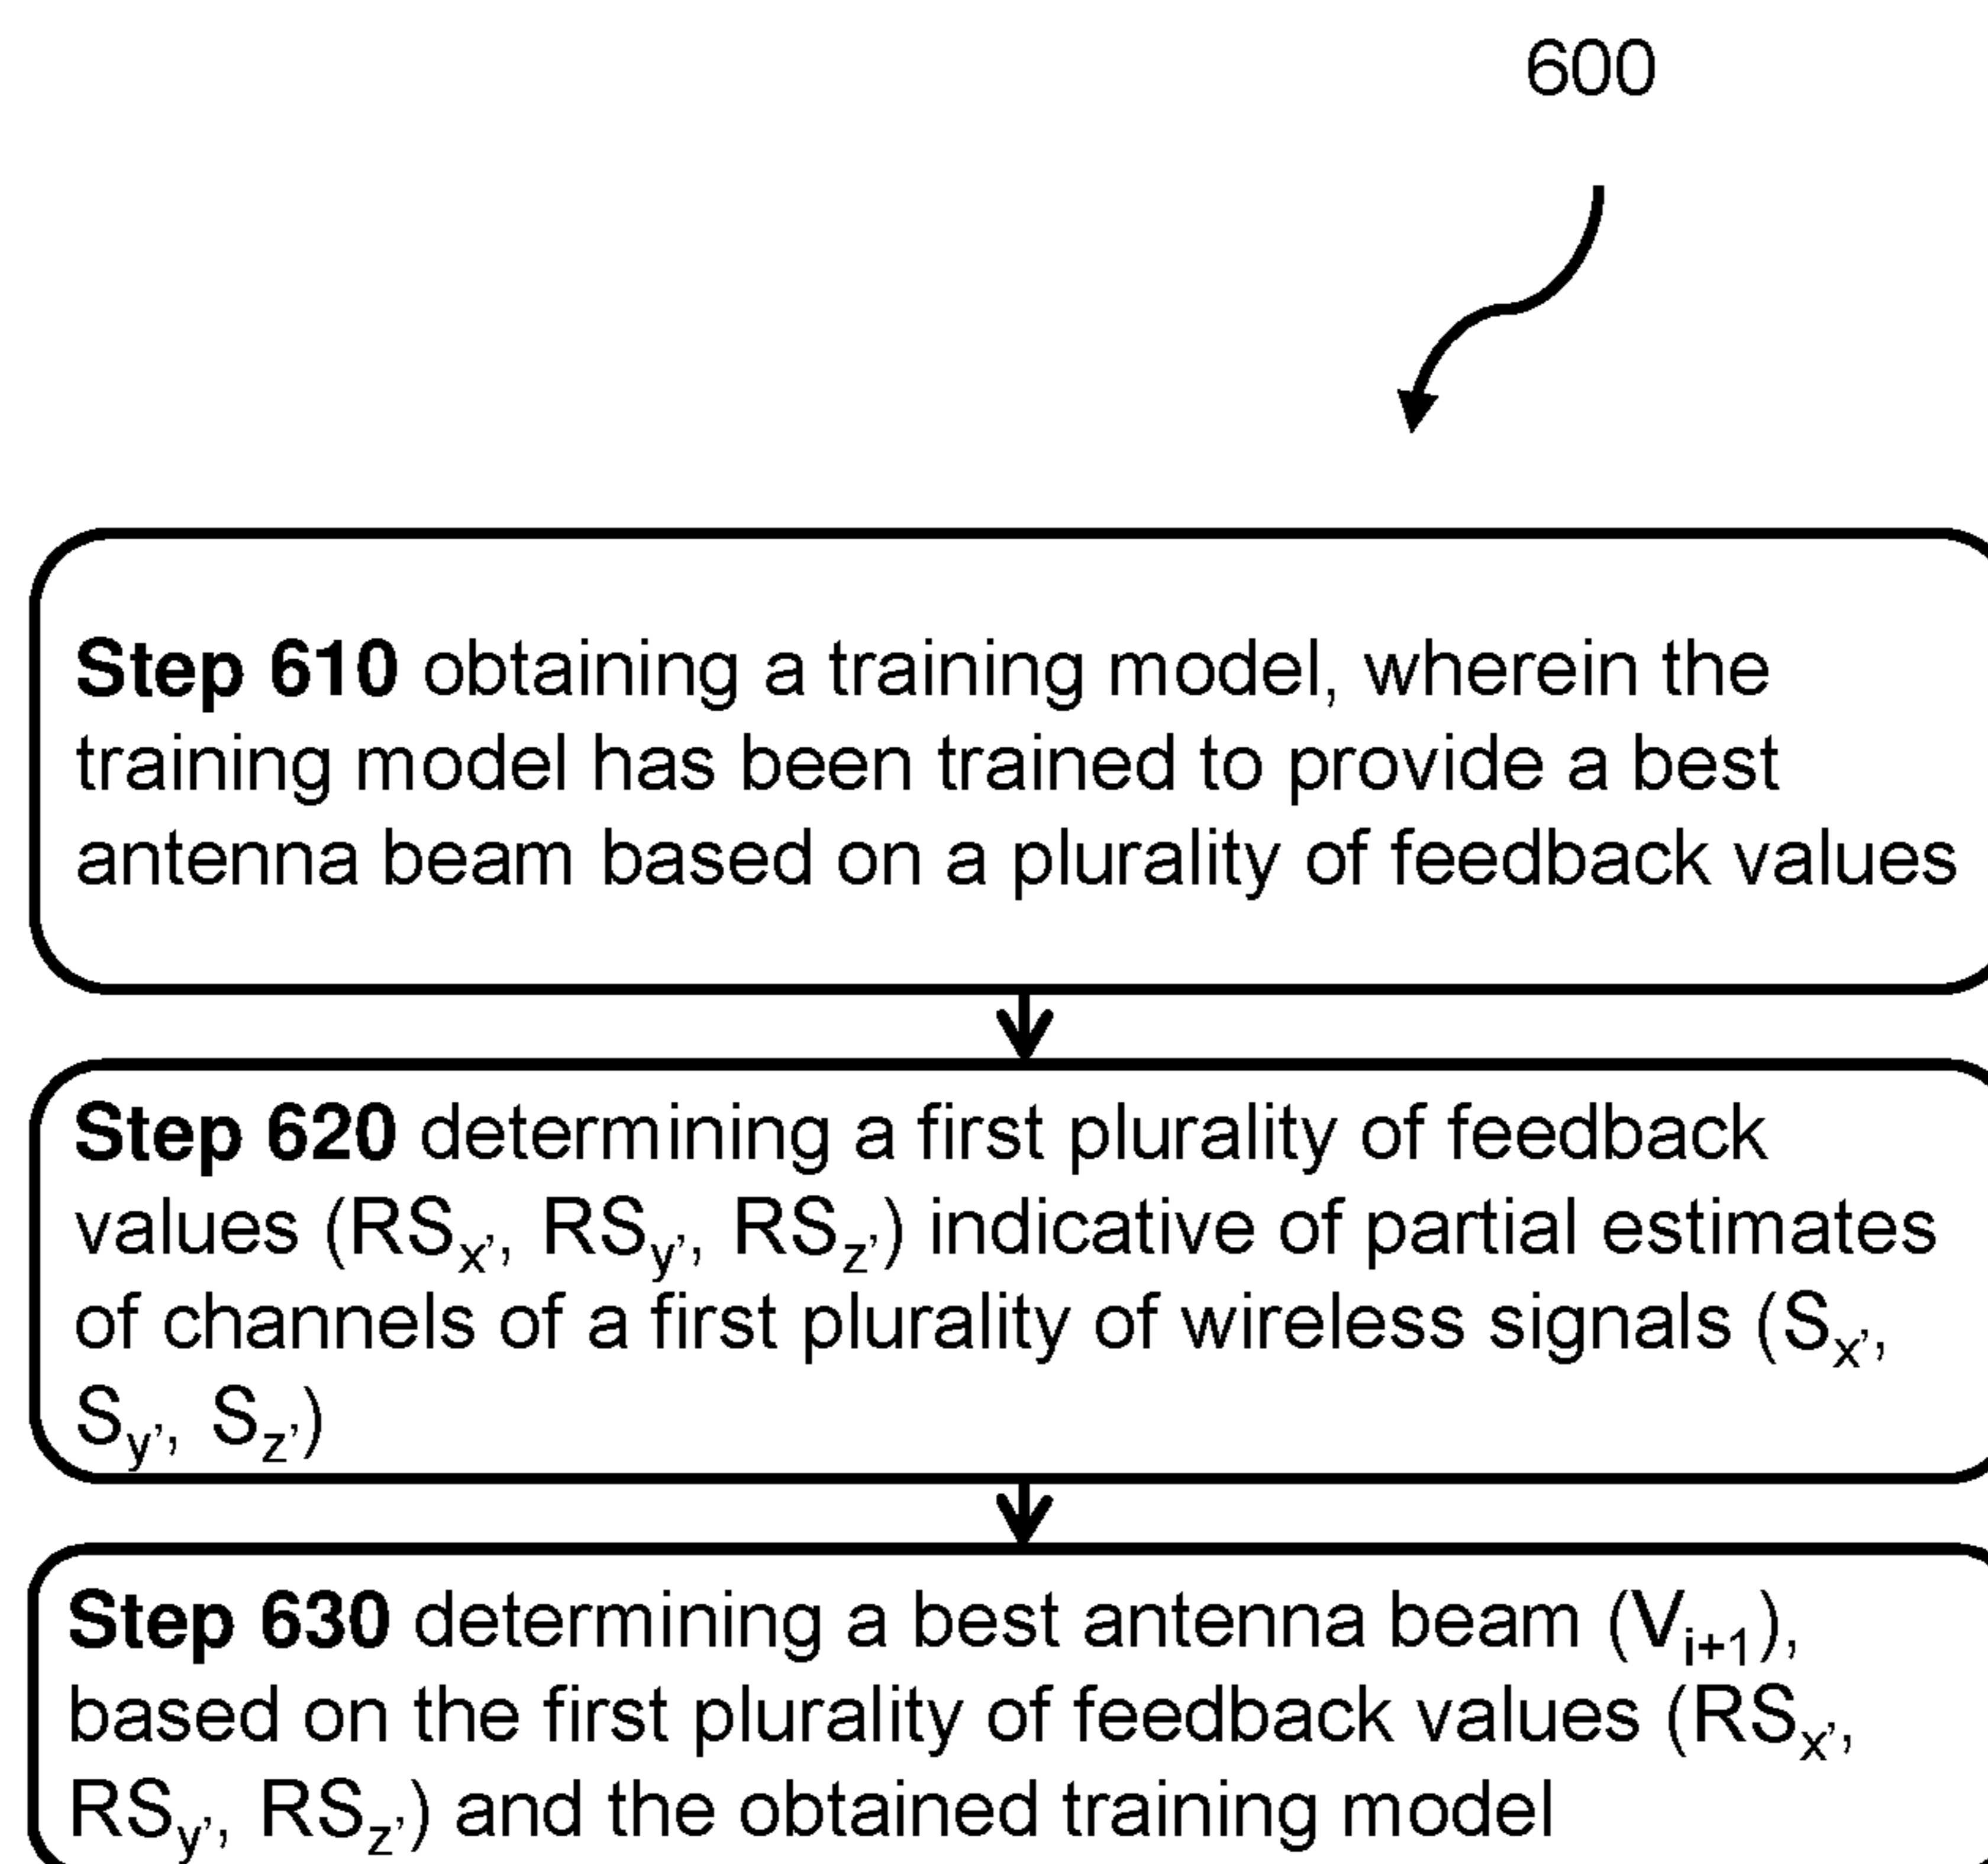 600
Step 610 obtaining a training model, wherein the
training model has been trained to provide a best
antenna beam based on a plurality of feedback values
Step 620 determining a first plurality of feedback
values (RSx', RSy', RSz') indicative of partial estimates
of channels of a first plurality of wireless signals (Sx',
Sy', Sz')
Step 630 determining a best antenna beam (Vi+1),
based on the first plurality of feedback values (RSx',
RSy', RSz') and the obtained training model